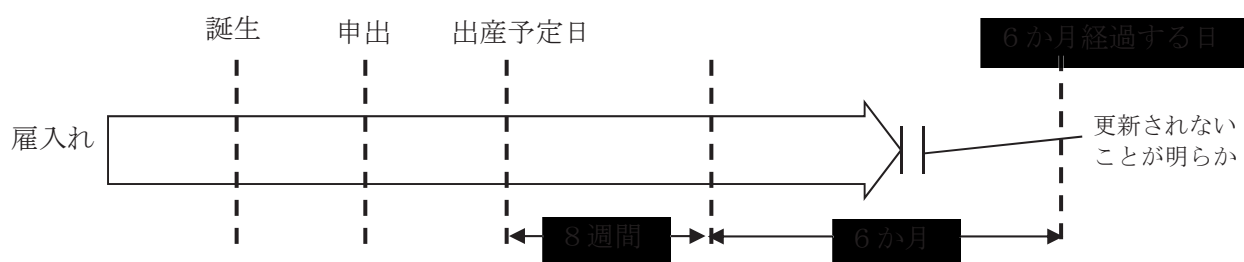 誕生
申出
出産予定日
6か月経過する日
雇入れ
更新されない
ことが明らか
8週間
6か月